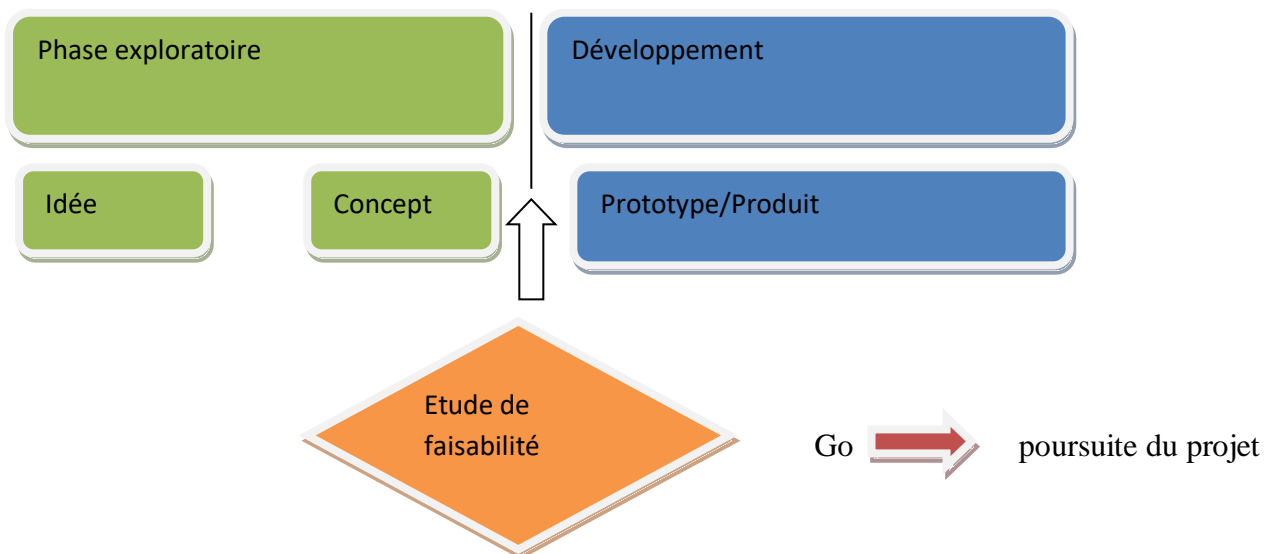 Phase exploratoire
Développement
Idée
Concept
Prototype/Produit
Etude de
faisabilité
Go
poursuite du projet